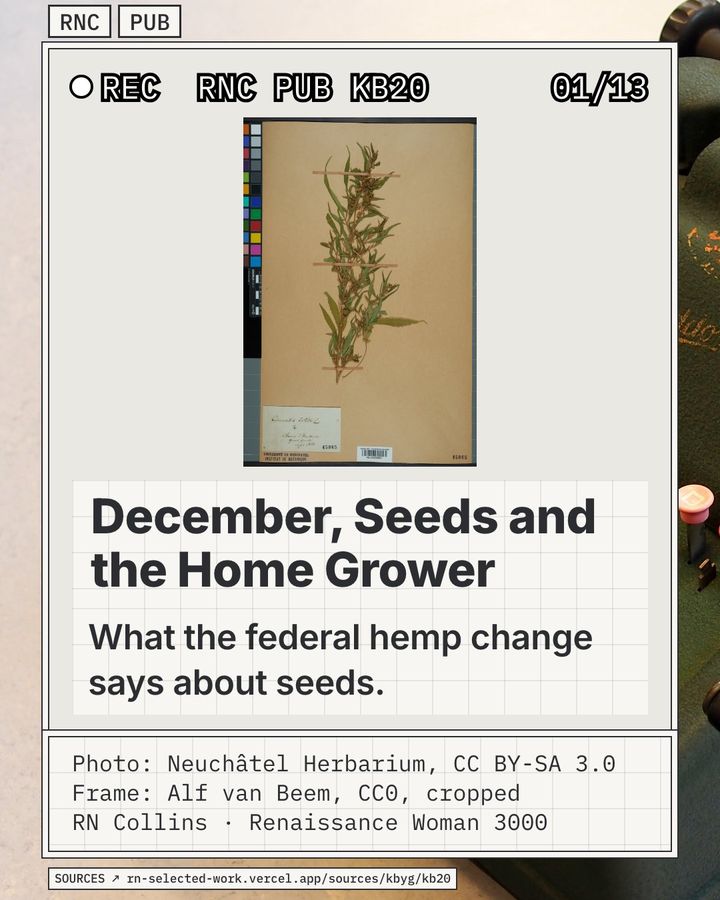 RNC PUB
REC RNC PUB KB20 01/13
45045
45045
December, Seeds and
the Home Grower
What the federal hemp change
says about seeds.
Photo: Neuchâtel Herbarium, CC BY-SA 3.0
Frame: Alf van Beem, CC0, cropped
RN Collins · Renaissance Woman 3000
SOURCES ↗ rn-selected-work.vercel.app/sources/kbyg/kb20